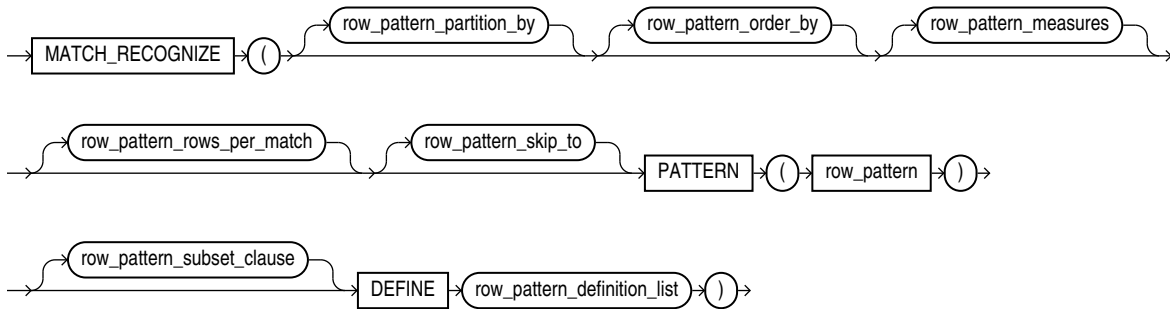 row_pattern_partition_by row_pattern_order_by row_pattern_measures
MATCH_RECOGNIZE (
row_pattern_rows_per_match row_pattern_skip_to
PATTERN ( row_pattern )
row_pattern_subset_clause
DEFINE row_pattern_definition_list )